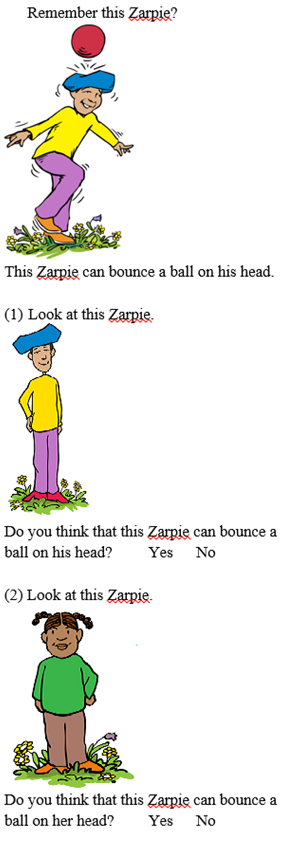 Remember this Zarpie?
This Zarpie can bounce a ball on his head.
(1) Look at this Zarpie.
Do you think that this Zarpie can bounce a
ball on his head? Yes No
(2) Look at this Zarpie.
Do you think that this Zarpie can bounce a
ball on her head? Yes No